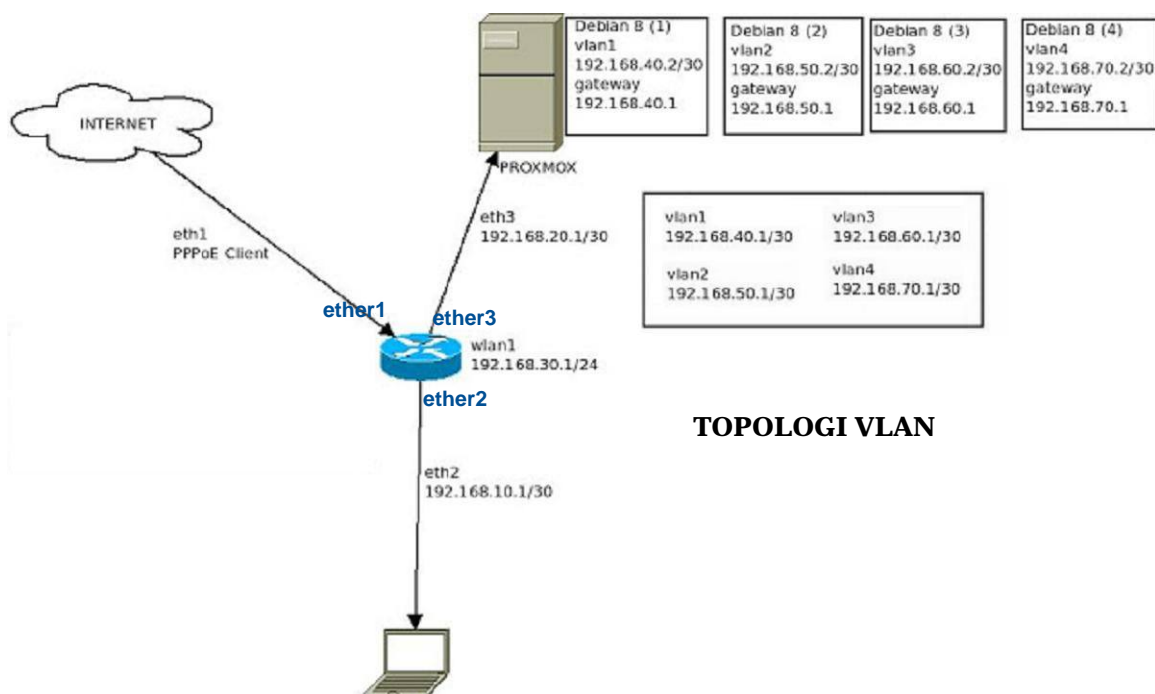 Debian 8 (1)
vlan1
192.168.40.2/30
gateway
192.168.40.1
Debian 8 (2)
vlan2
192.168.50.2/30
gateway
192.168.50.1
Debian 8 (3)
vlan3
192.168.60.2/30
gateway
192.168.60.1
Debian 8 (4)
vlan4
192.168.70.2/30
gateway
192.168.70.1
INTERNET
PROXMOX
eth3
192.168.20.1/30
vlan1
192.168.40.1/30
vlan3
192.168.60.1/30
vlan2
192.168.50.1/30
vlan4
192.168.70.1/30
eth1
PPPoE Client
ether1
ether3
wlan1
192.168.30.1/24
ether2
TOPOLOGI VLAN
eth2
192.168.10.1/30